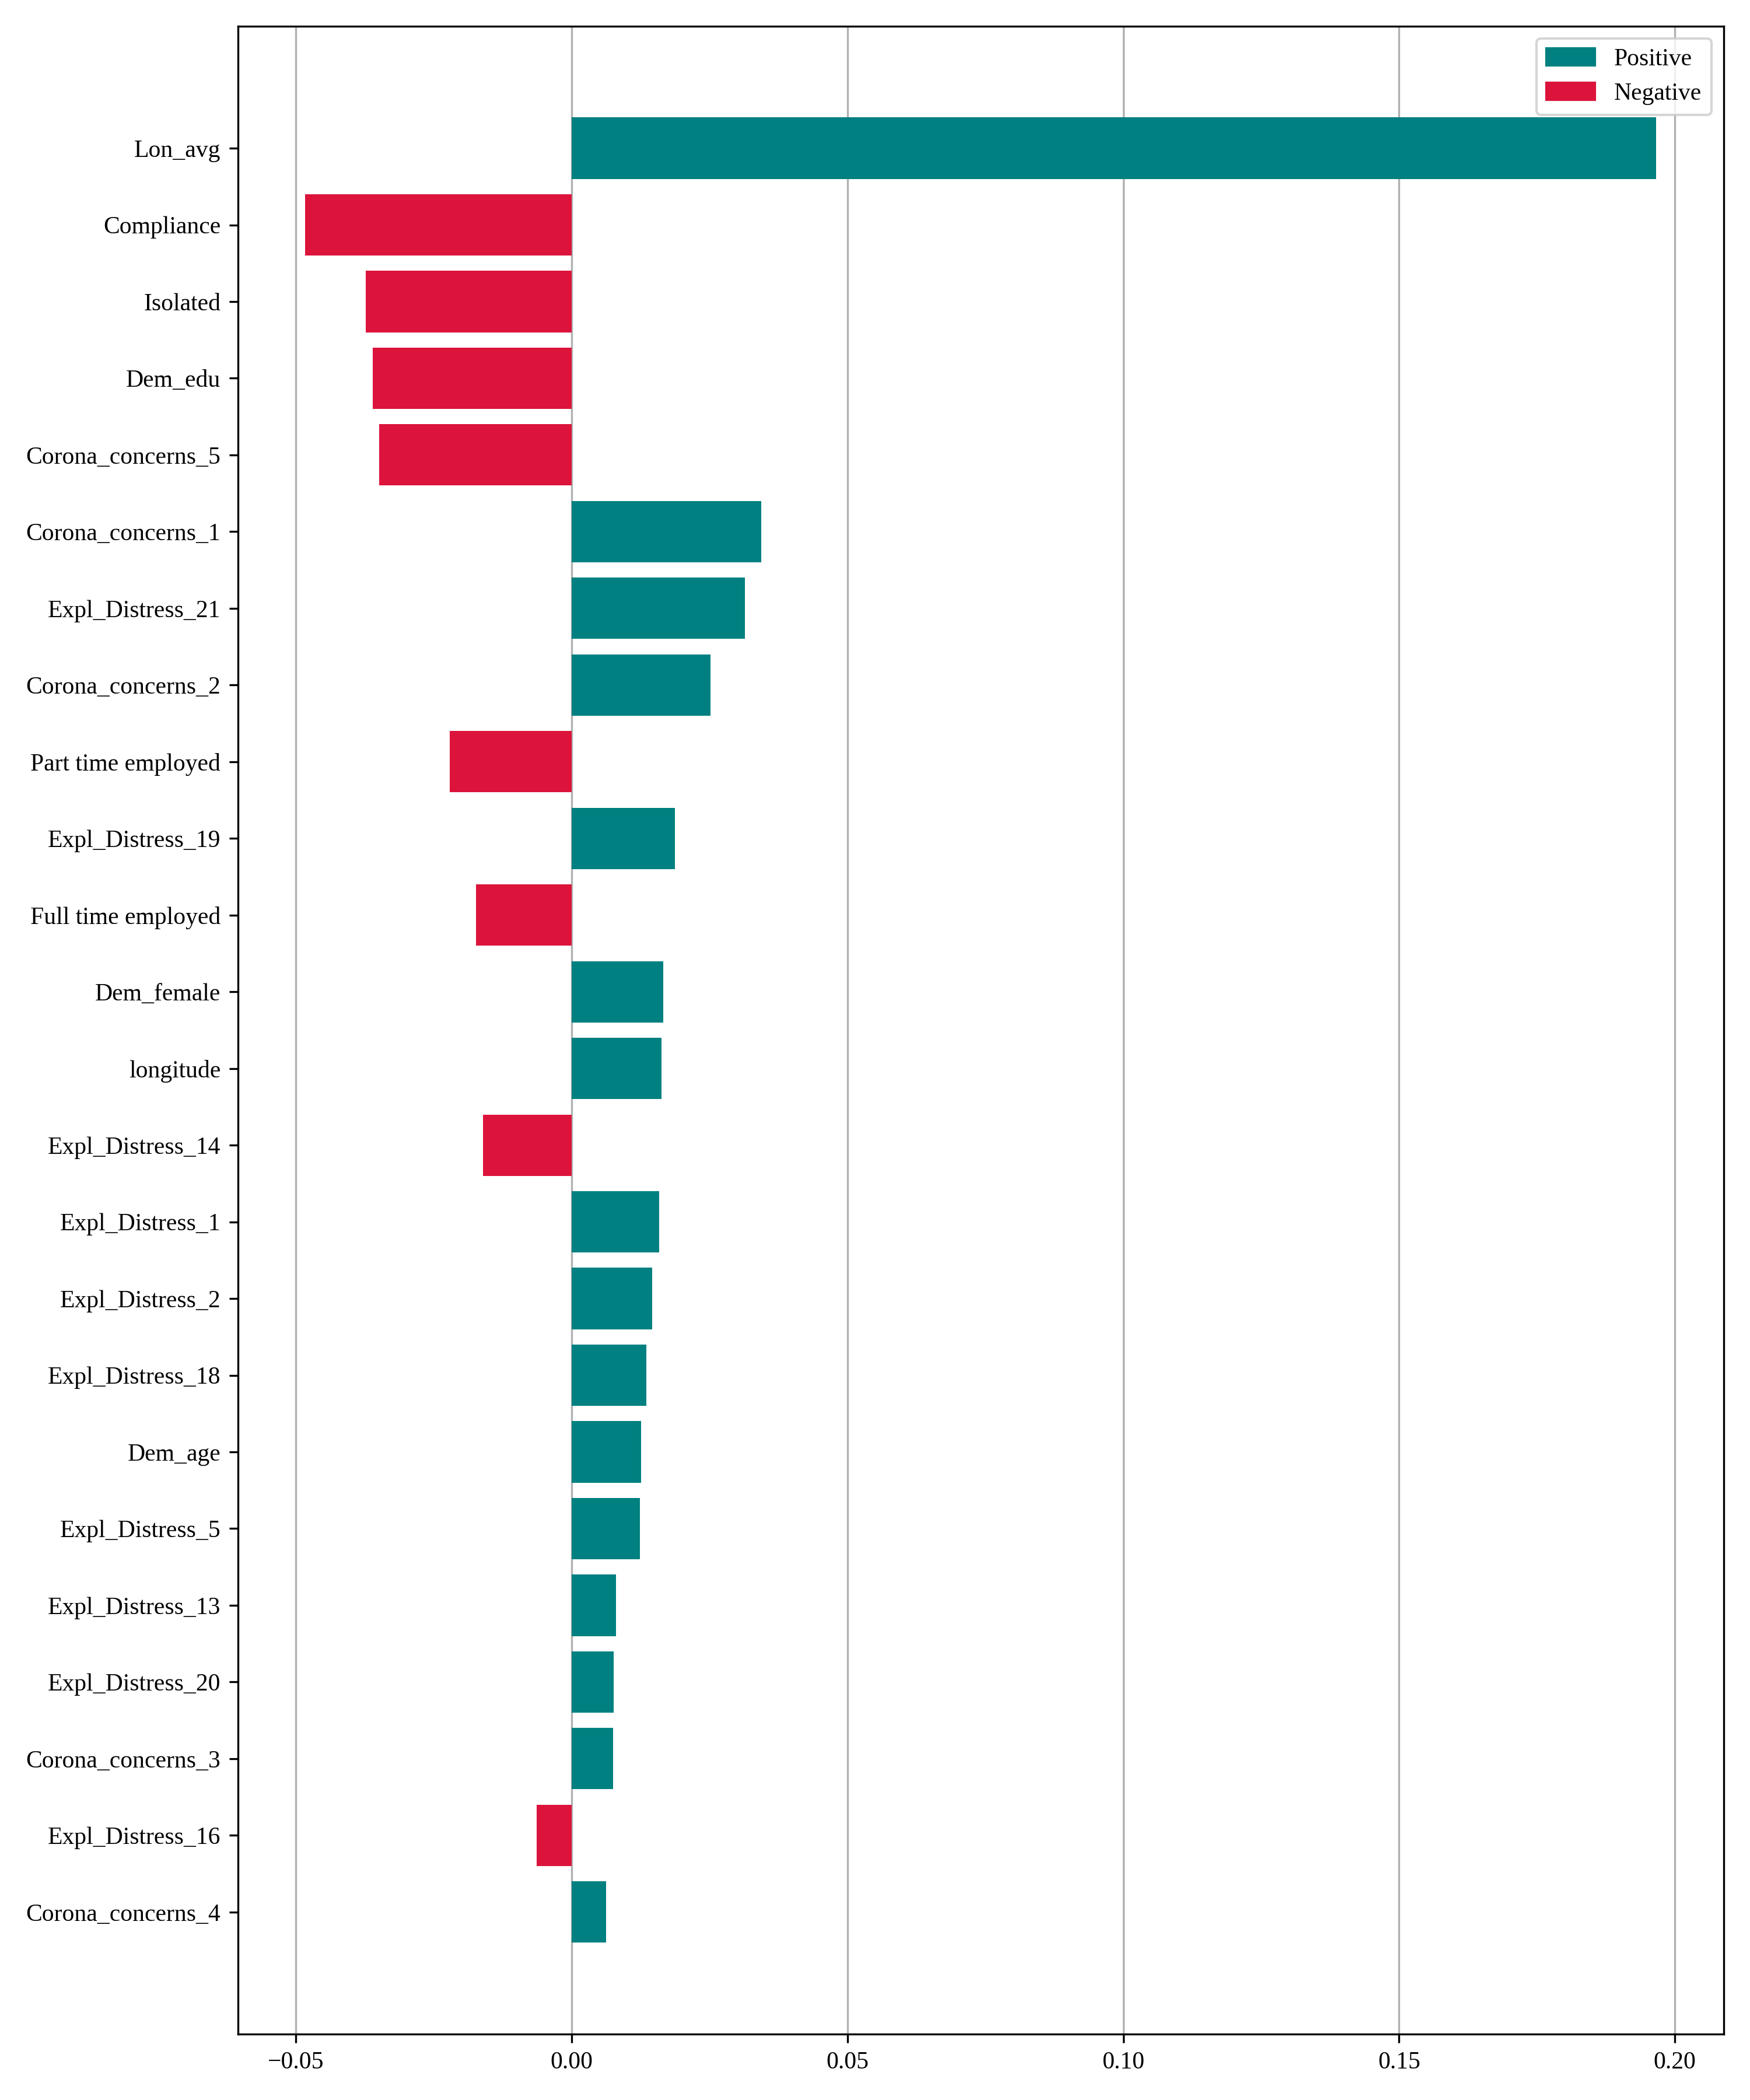 Positive
Negative
Lon_avg
Compliance
Isolated
Dem_edu
Corona_concerns_5
Corona_concerns_1
Expl_Distress_21
Corona_concerns_2
Part time employed
Expl_Distress_19
Full time employed
Dem_female
longitude
Expl_Distress_14
Expl_Distress_1
Expl_Distress_2
Expl_Distress_18
Dem_age
Expl_Distress_5
Expl_Distress_13
Expl_Distress_20
Corona_concerns_3
Expl_Distress_16
Corona_concerns_4
−0.05 0.00 0.05 0.10 0.15 0.20